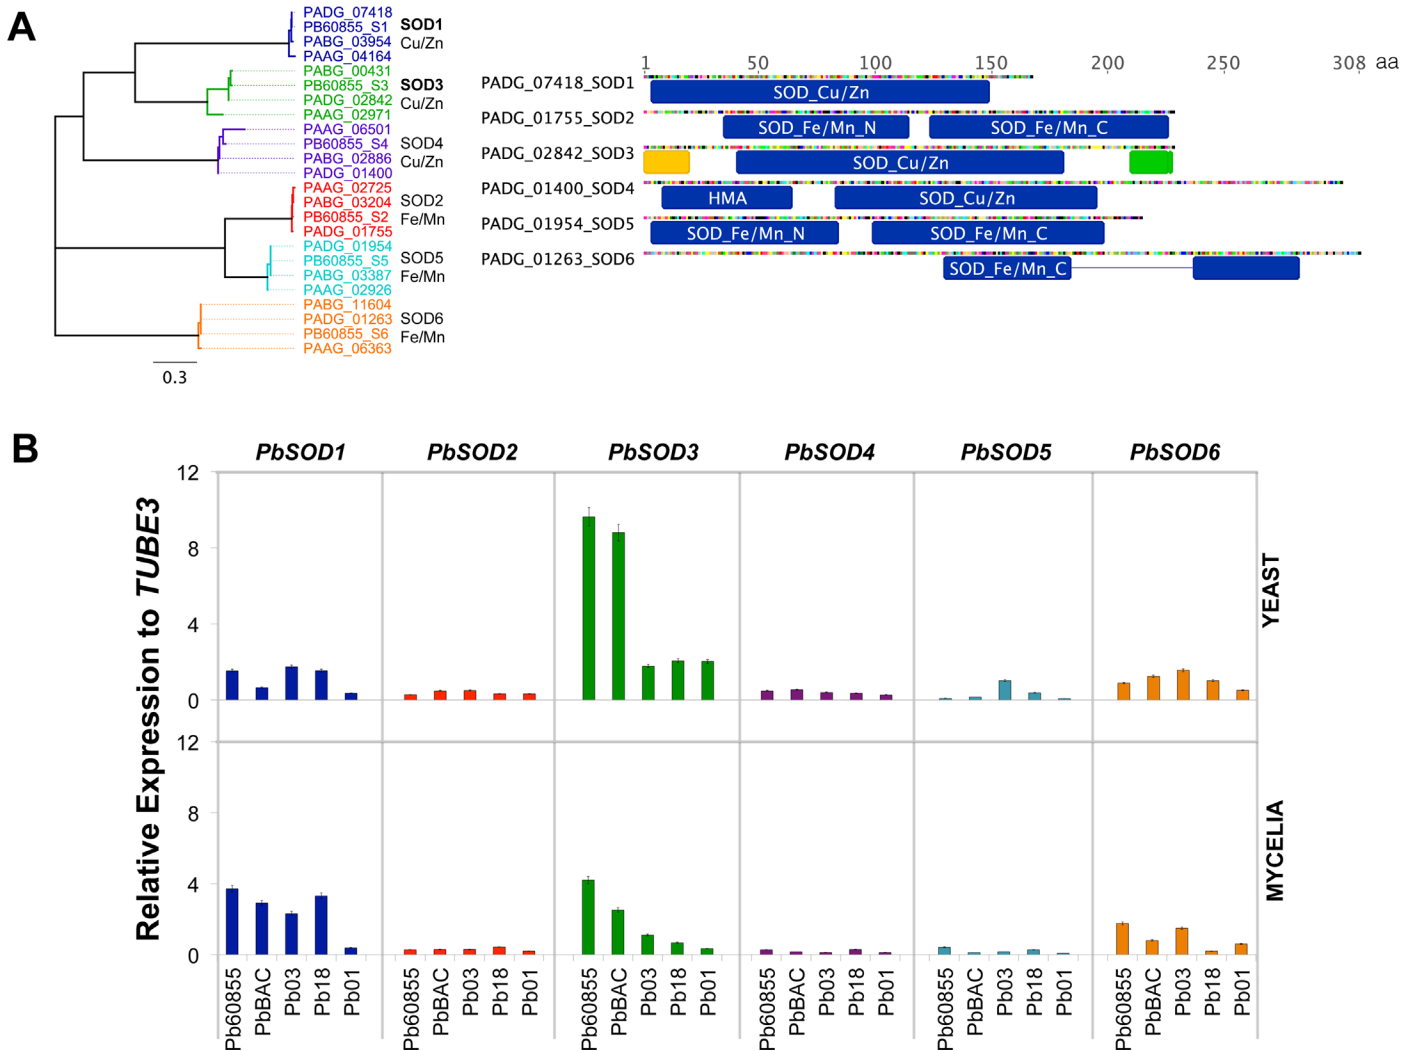 A
PADG_07418
PB60855_S1
PABG_03954
PAAG_04164
SOD1
Cu/Zn
PABG_00431
PB60855_S3
PADG_02842
PAAG_02971
SOD3
Cu/Zn
PAAG_06501
PB60855_S4
PABG_02886
PADG_01400
SOD4
Cu/Zn
PAAG_02725
PABG_03204
PB60855_S2
PADG_01755
SOD2
Fe/Mn
PADG_01954
PB60855_S5
PABG_03387
PAAG_02926
SOD5
Fe/Mn
PABG_11604
PADG_01263
PB60855_S6
PAAG_06363
SOD6
Fe/Mn
0.3
1 50 100 150 200 250 308 aa
PADG_07418_SOD1
SOD_Cu/Zn
PADG_01755_SOD2
SOD_Fe/Mn_N SOD_Fe/Mn_C
PADG_02842_SOD3
SOD_Cu/Zn
PADG_01400_SOD4
HMA SOD_Cu/Zn
PADG_01954_SOD5
SOD_Fe/Mn_N SOD_Fe/Mn_C
PADG_01263_SOD6
SOD_Fe/Mn_C
B
PbSOD1 PbSOD2 PbSOD3 PbSOD4 PbSOD5 PbSOD6
Relative Expression to TUBE3
12
8
4
0
YEAST
12
8
4
0
MYCELIA
Pb60855 PbBAC Pb03 Pb18 Pb01 Pb60855 PbBAC Pb03 Pb18 Pb01 Pb60855 PbBAC Pb03 Pb18 Pb01 Pb60855 PbBAC Pb03 Pb18 Pb01 Pb60855 PbBAC Pb03 Pb18 Pb01 Pb60855 PbBAC Pb03 Pb18 Pb01